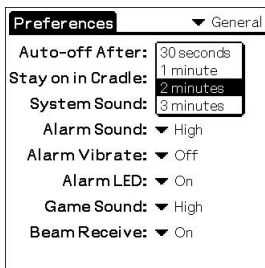 Preferences General
Auto-off After: 30 seconds
1 minute
Stay on in Cradle: 2 minutes
System Sound: 3 minutes
Alarm Sound: High
Alarm Vibrate: Off
Alarm LED: On
Game Sound: High
Beam Receive: On